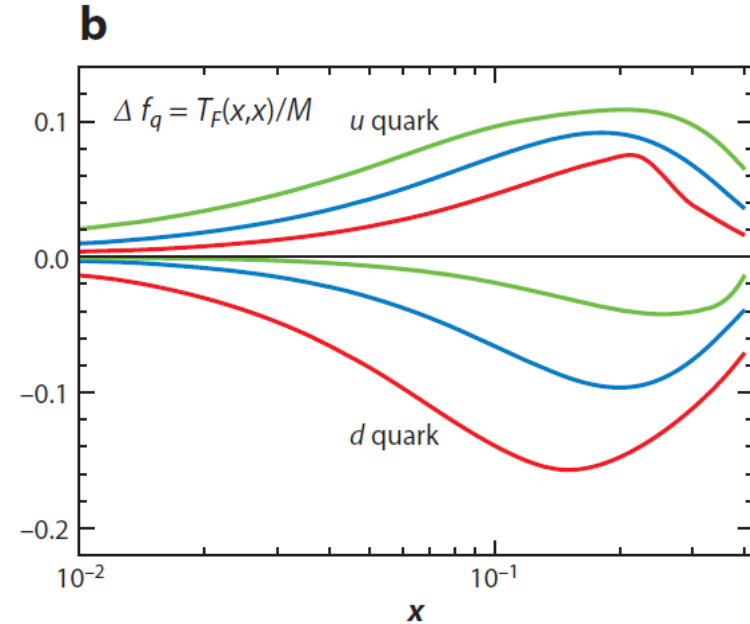 b
Δ f_q = T_F(x,x)/M
u quark
0.1
0.0
−0.1
d quark
−0.2
10⁻²
10⁻¹
x